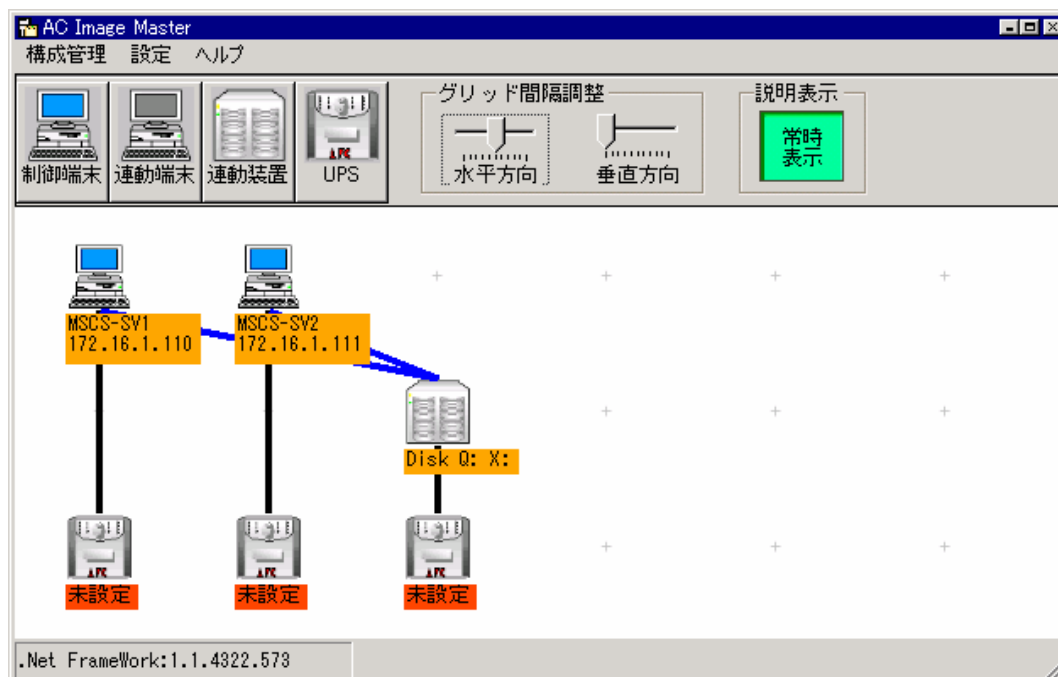 AC Image Master
構成管理 設定 ヘルプ
制御端末 連動端末 連動装置 UPS
グリッド間隔調整
水平方向 垂直方向
説明表示
常時
表示
MSCS-SV1
172.16.1.110
MSCS-SV2
172.16.1.111
Disk Q: X:
未設定 未設定 未設定
.Net FrameWork:1.1.4322.573